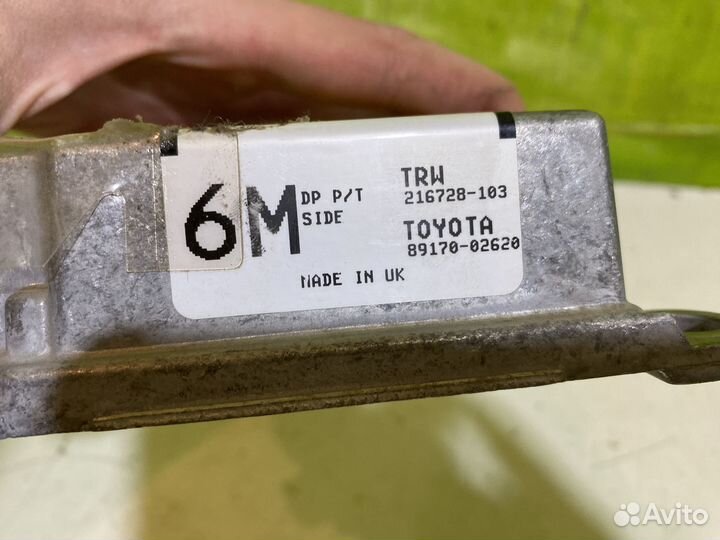 6M
DP P/T
SIDE
TRW
216728-103
TOYOTA
89170-02620
MADE IN UK
Avito